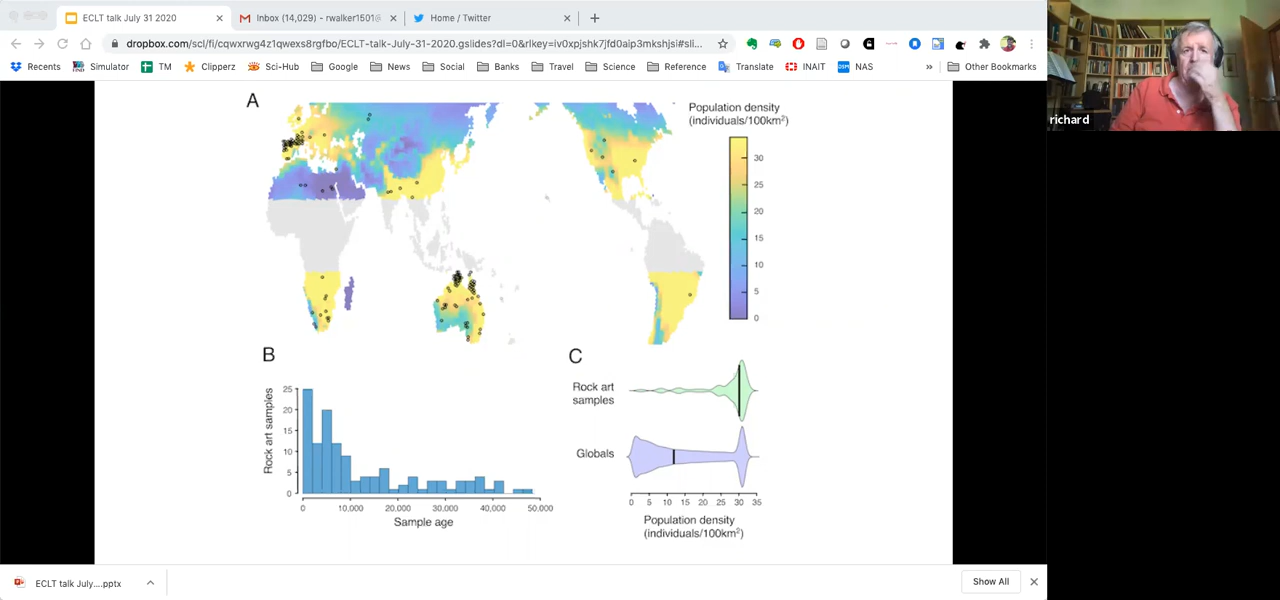 ECLT talk July 31 2020
Inbox (14,029) - rwalker1501@
Home / Twitter
dropbox.com/scl/fi/cqwxrwg4z1qwexs8rgfbo/ECLT-talk-July-31-2020.gslides?dl=0&rlkey=iv0xpjshk7jfd0aip3mkshjsi#sli...
Recents
Simulator
TM
Clipperz
Sci-Hub
Google
News
Social
Banks
Travel
Science
Reference
Translate
INAIT
NAS
»
Other Bookmarks
richard
A
Population density
(individuals/100km²)
30
25
20
15
10
5
0
B
Rock art samples
25
20
15
10
5
0
0 10,000 20,000 30,000 40,000 50,000
Sample age
C
Rock art
samples
Globals
0 5 10 15 20 25 30 35
Population density
(individuals/100km²)
ECLT talk July....pptx
Show All